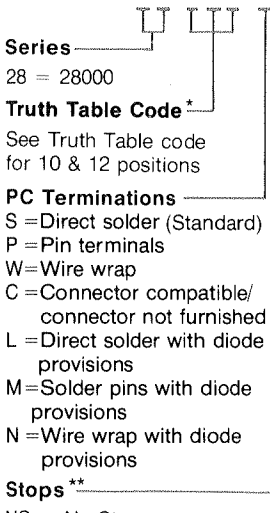 Series
28 = 28000
Truth Table Code*
See Truth Table code
for 10 & 12 positions
PC Terminations
S =Direct solder (Standard)
P =Pin terminals
W=Wire wrap
C =Connector compatible/
connector not furnished
L =Direct solder with diode
provisions
M=Solder pins with diode
provisions
N =Wire wrap with diode
provisions
Stops**